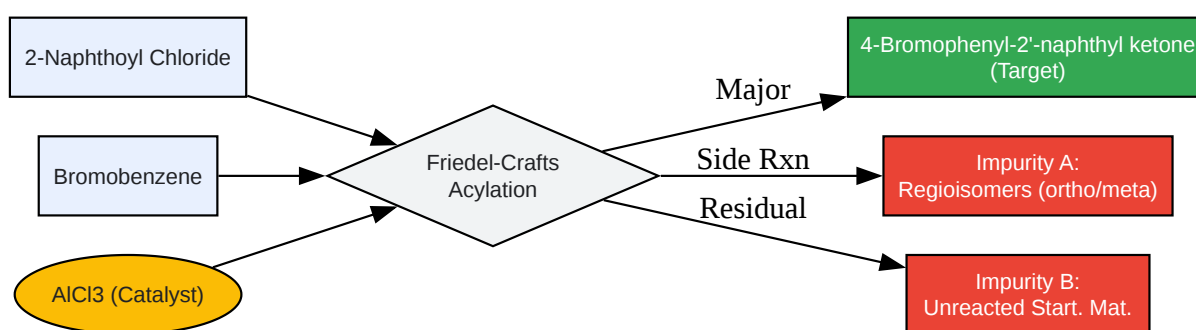 2-Naphthoyl Chloride
Bromobenzene
AlCl3 (Catalyst)
Friedel-Crafts
Acylation
Major
Side Rxn
Residual
4-Bromophenyl-2'-naphthyl ketone
(Target)
Impurity A:
Regioisomers (ortho/meta)
Impurity B:
Unreacted Start. Mat.